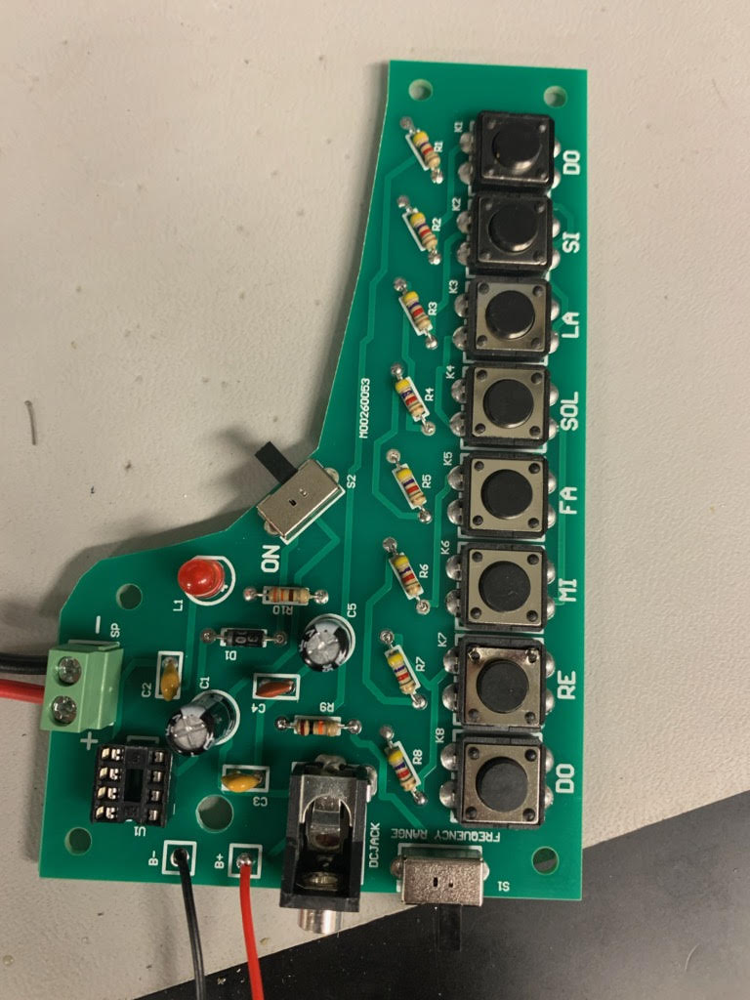 K1
R1
DO
K2
R2
SI
K3
R3
LA
K4
R4
SOL
M00260053
K5
R5
FA
S2
ON
K6
R6
MI
L1
R10
C5
SP
-
D1
K7
R7
RE
C2
C1
C4
R9
+
K8
R8
DO
C3
U1
B-
B+
DCJACK
FREQUENCY RANGE
S1